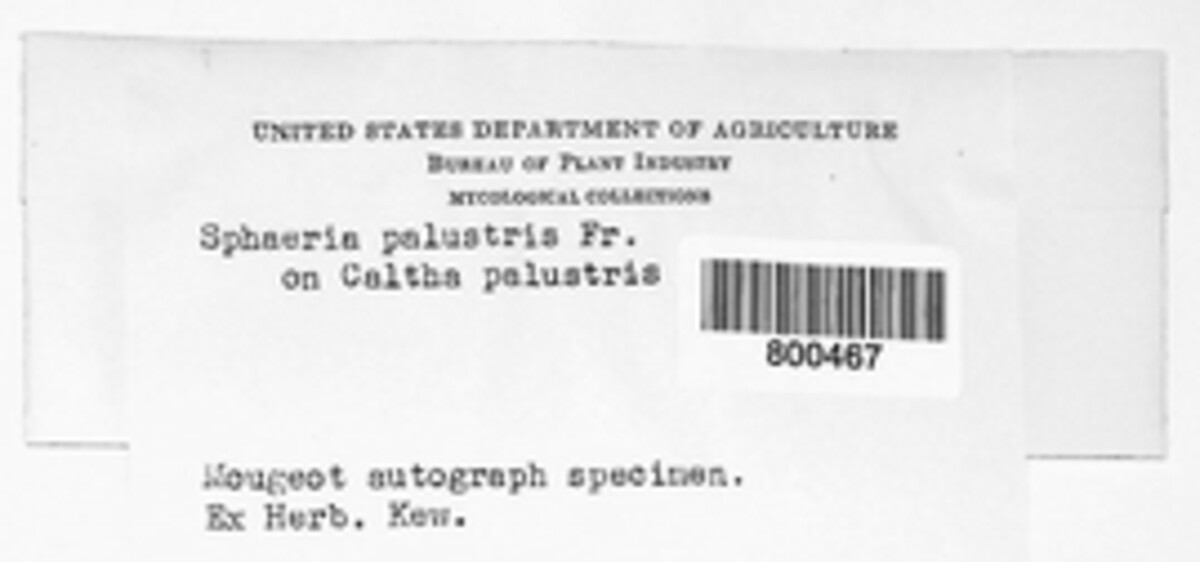 UNITED STATES DEPARTMENT OF AGRICULTURE
BUREAU OF PLANT INDUSTRY
MYCOLOGICAL COLLECTIONS
Sphaeria palustris Fr.
on Caltha palustris
800467
Mougeot autograph specimen.
Ex Herb. Kew.